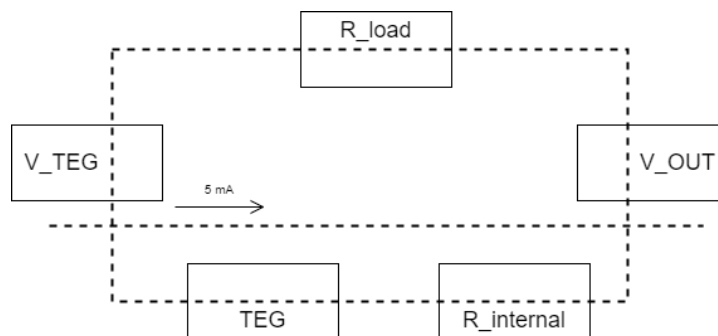 R_load
V_TEG
V_OUT
5 mA
TEG
R_internal